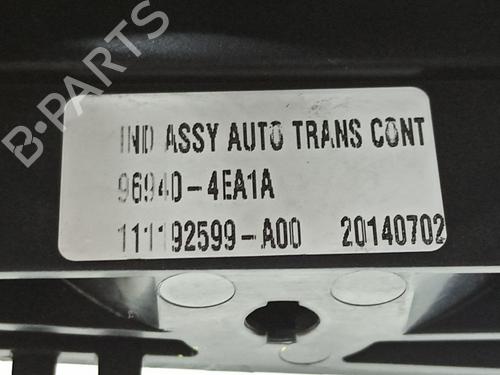 B-PARTS
IND ASSY AUTO TRANS CONT
96940-4EA1A
111192599-A00 20140702